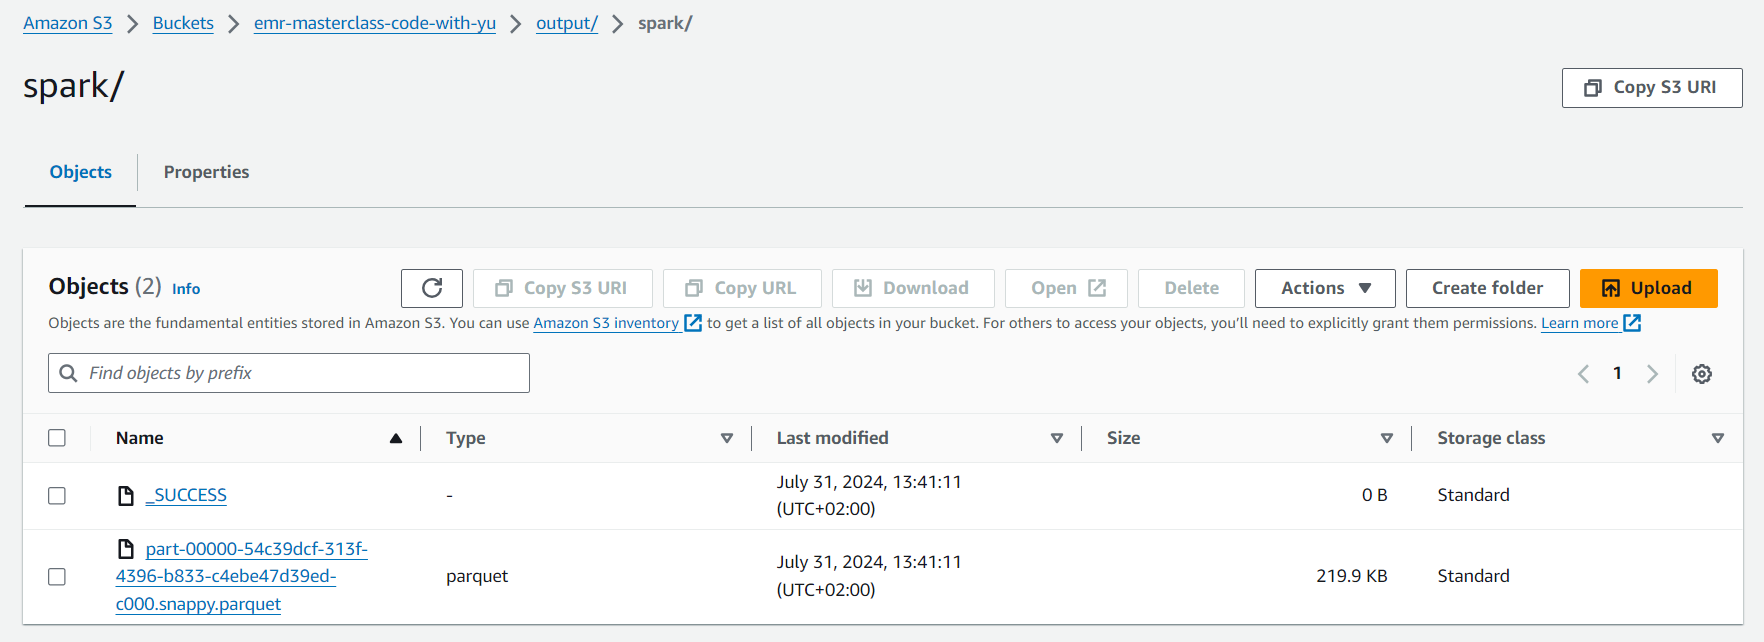 Amazon S3 > Buckets > emr-masterclass-code-with-yu > output/ > spark/
spark/
Copy S3 URI
Objects Properties
Objects (2) Info
Copy S3 URI Copy URL Download Open Delete Actions Create folder Upload
Objects are the fundamental entities stored in Amazon S3. You can use Amazon S3 inventory to get a list of all objects in your bucket. For others to access your objects, you'll need to explicitly grant them permissions. Learn more
Find objects by prefix
1
Name Type Last modified Size Storage class
_SUCCESS - July 31, 2024, 13:41:11 0 B Standard
(UTC+02:00)
part-00000-54c39dcf-313f-
4396-b833-c4ebe47d39ed-
c000.snappy.parquet
parquet
July 31, 2024, 13:41:11
(UTC+02:00)
219.9 KB
Standard